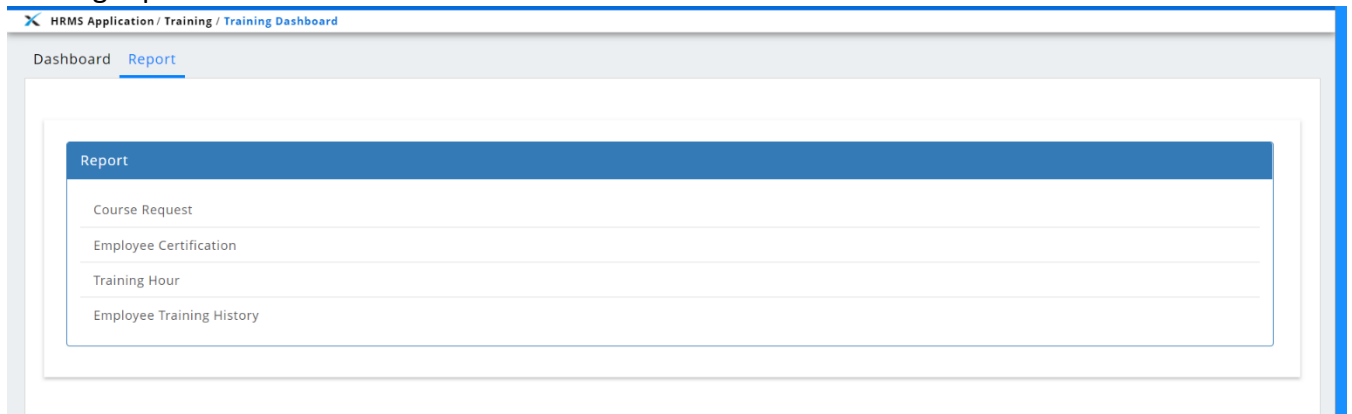 HRMS Application / Training / Training Dashboard
Dashboard Report
Report
Course Request
Employee Certification
Training Hour
Employee Training History